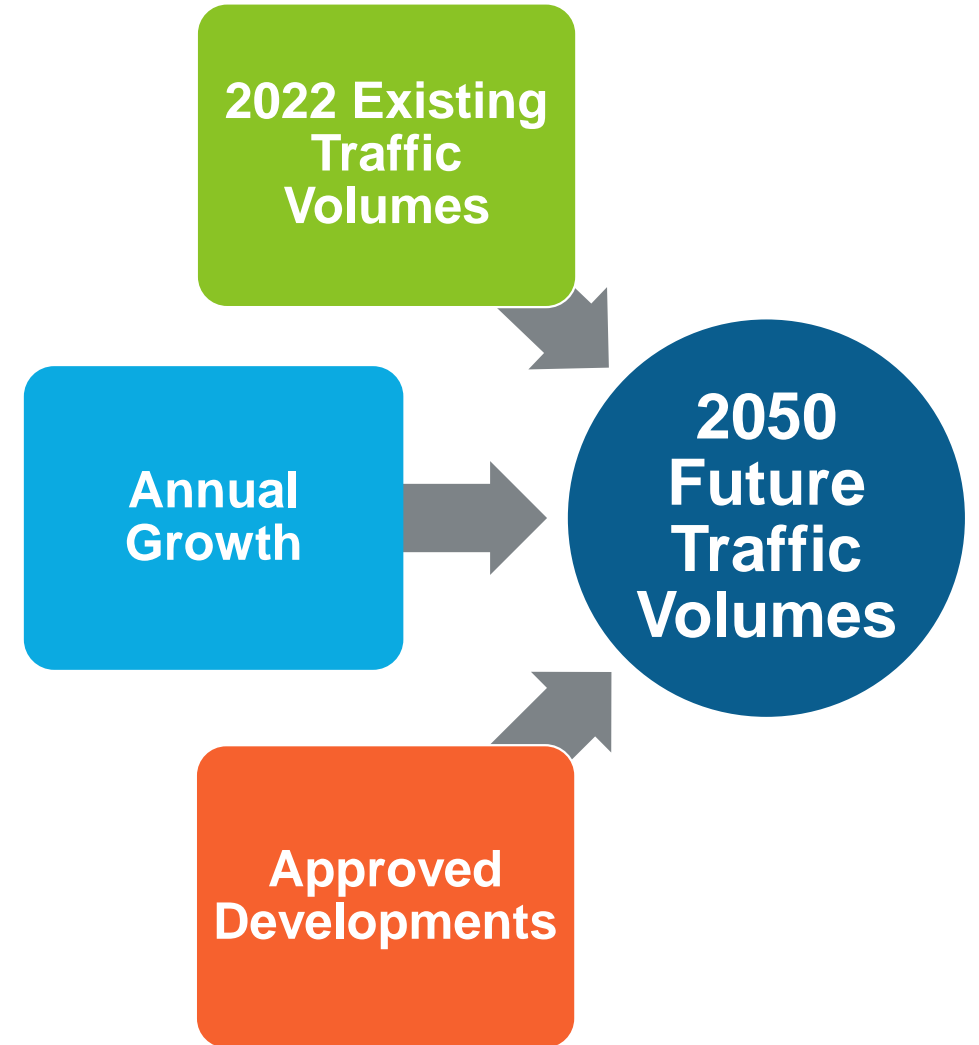 2022 Existing
Traffic
Volumes
Annual
Growth
2050
Future
Traffic
Volumes
Approved
Developments